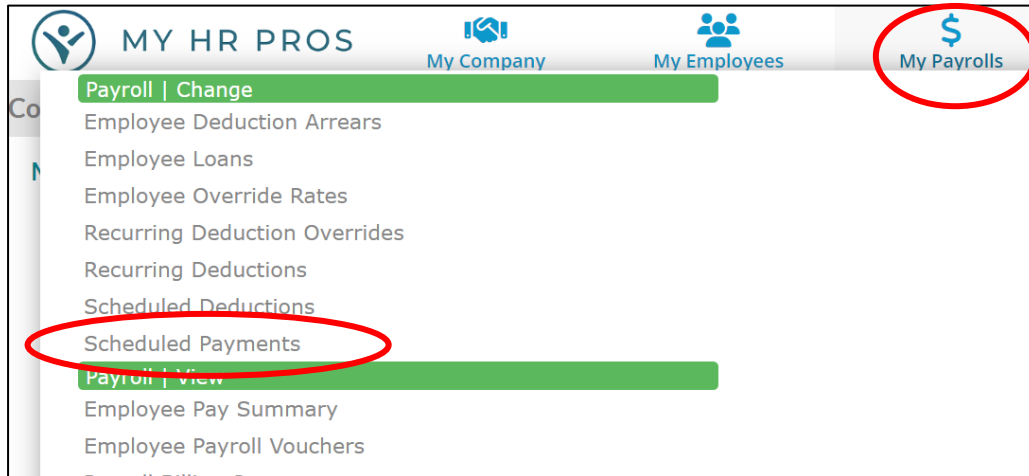 MY HR PROS
My Company
My Employees
My Payrolls
Payroll | Change
Co
Employee Deduction Arrears
Employee Loans
Employee Override Rates
Recurring Deduction Overrides
Recurring Deductions
Scheduled Deductions
Scheduled Payments
Payroll | View
Employee Pay Summary
Employee Payroll Vouchers